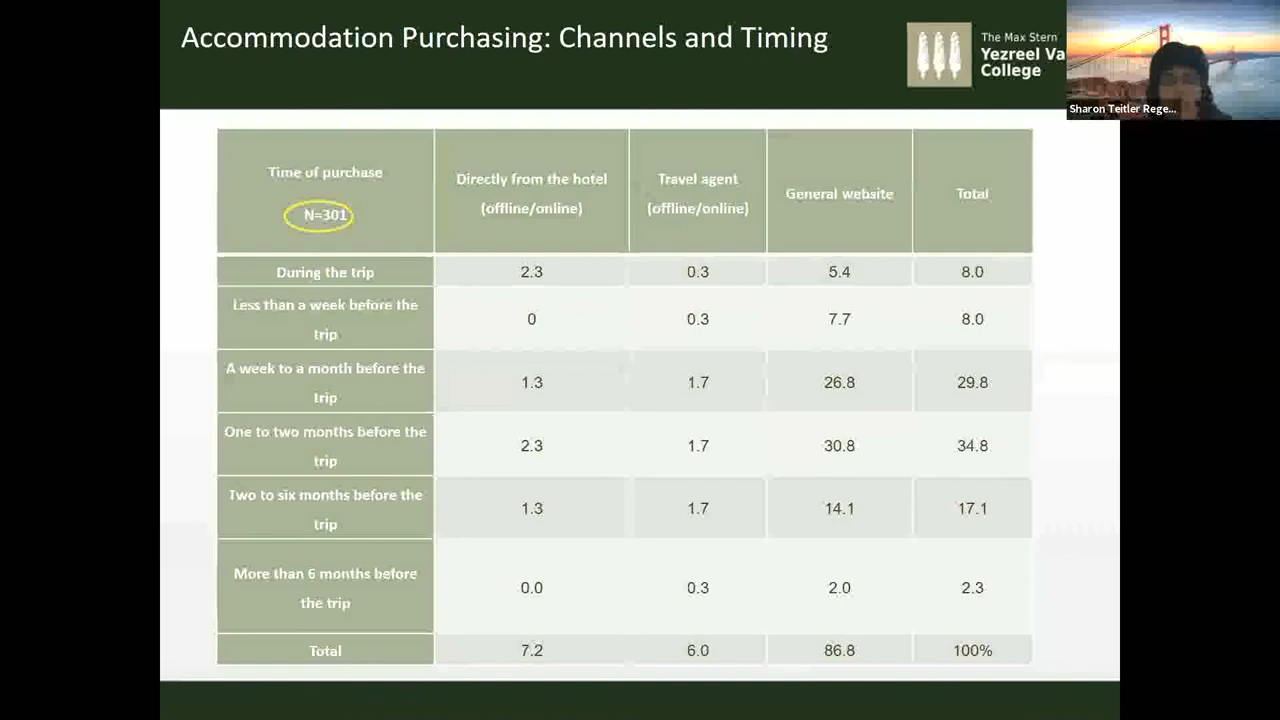 Accommodation Purchasing: Channels and Timing
The Max Stern
Yezreel Va
College
Sharon Teitler Rege...
Time of purchase
N=301
Directly from the hotel
(offline/online)
Travel agent
(offline/online)
General website
Total
During the trip
2.3
0.3
5.4
8.0
Less than a week before the
trip
0
0.3
7.7
8.0
A week to a month before the
trip
1.3
1.7
26.8
29.8
One to two months before the
trip
2.3
1.7
30.8
34.8
Two to six months before the
trip
1.3
1.7
14.1
17.1
More than 6 months before
the trip
0.0
0.3
2.0
2.3
Total
7.2
6.0
86.8
100%